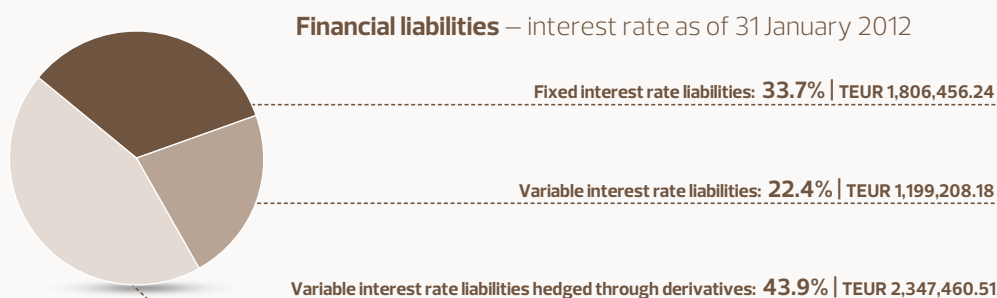 Financial liabilities – interest rate as of 31 January 2012
Fixed interest rate liabilities: 33.7% | TEUR 1,806,456.24
Variable interest rate liabilities: 22.4% | TEUR 1,199,208.18
Variable interest rate liabilities hedged through derivatives: 43.9% | TEUR 2,347,460.51